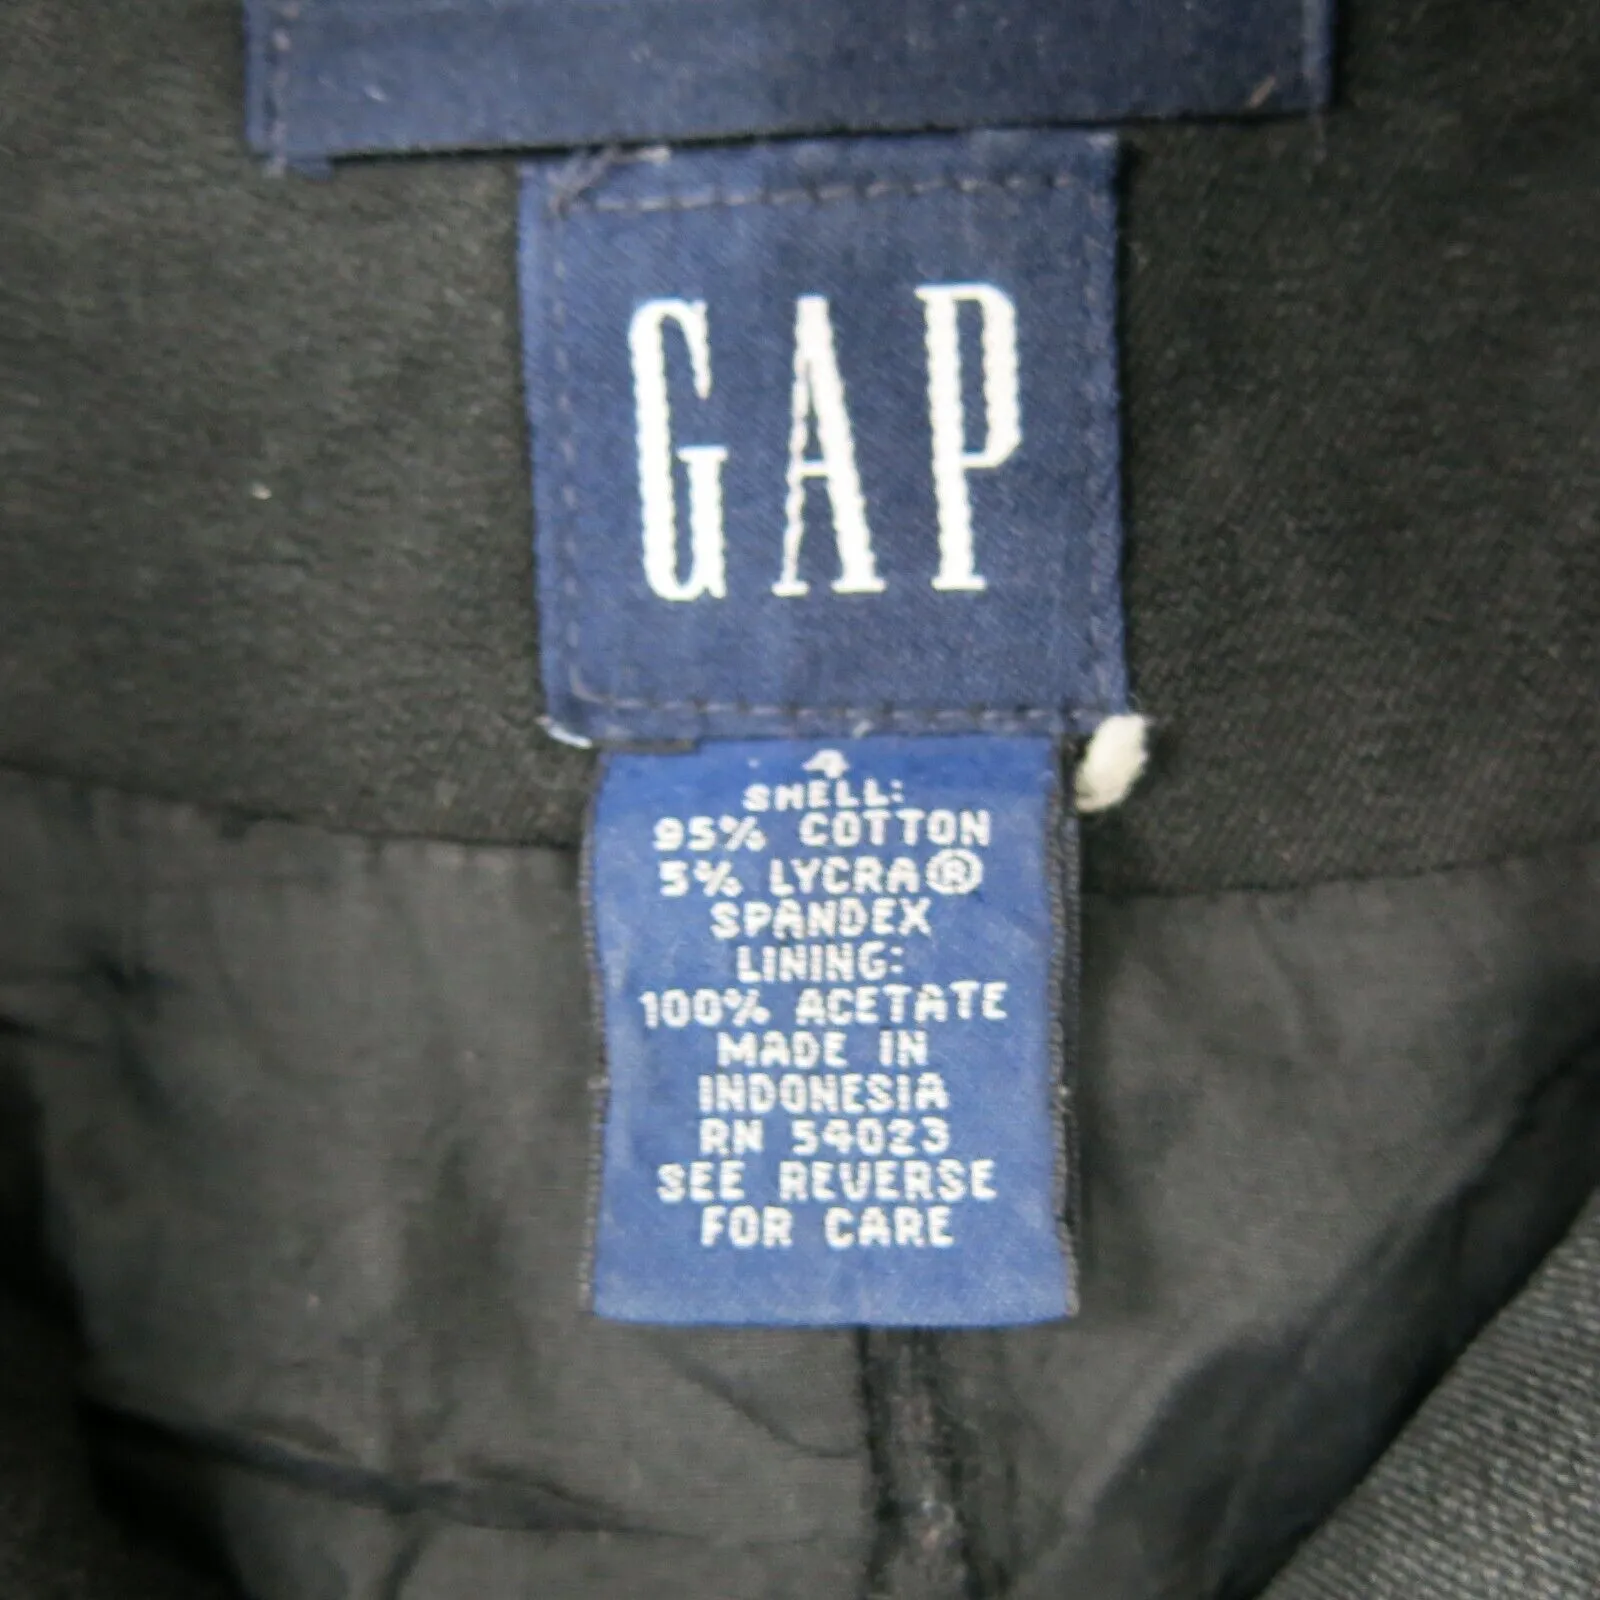 GAP
4
SHELL:
95% COTTON
5% LYCRA®
SPANDEX
LINING:
100% ACETATE
MADE IN
INDONESIA
RN 54023
SEE REVERSE
FOR CARE